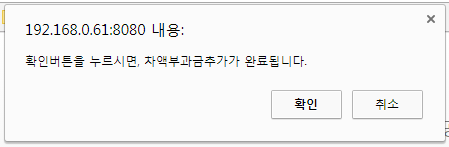 192.168.0.61:8080 내용:
확인버튼을 누르시면, 차액부과금추가가 완료됩니다.
확인 취소